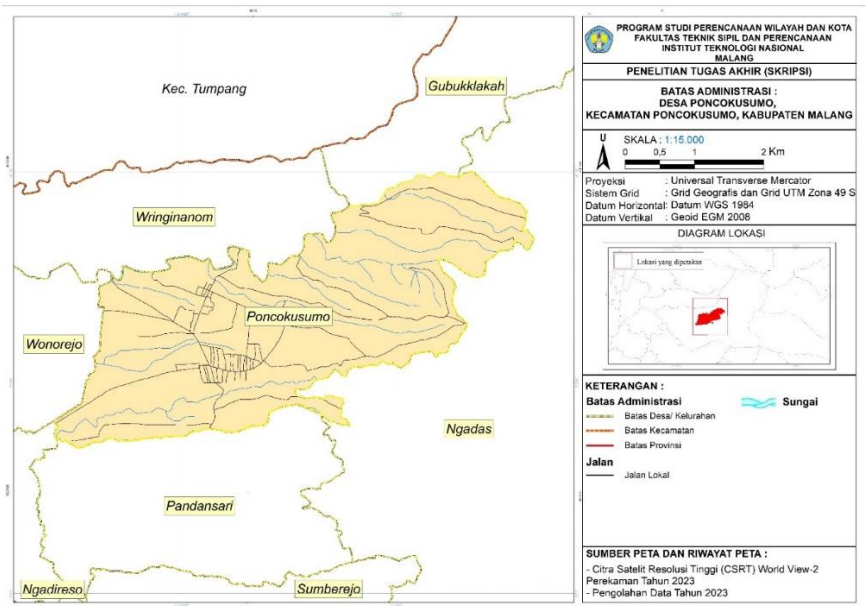 Kec. Tumpang
Gubukklakah
Wringinanom
Poncokusumo
Wonorejo
Ngadas
Pandansari
Ngadireso
Sumberejo
PROGRAM STUDI PERENCANAAN WILAYAH DAN KOTA
FAKULTAS TEKNIK SIPIL DAN PERENCANAAN
INSTITUT TEKNOLOGI NASIONAL
MALANG
PENELITIAN TUGAS AKHIR (SKRIPSI)
BATAS ADMINISTRASI :
DESA PONCOKUSUMO,
KECAMATAN PONCOKUSUMO, KABUPATEN MALANG
U
SKALA : 1:15.000
0 0,5 1 2 Km
Proyeksi : Universal Transverse Mercator
Sistem Grid : Grid Geografis dan Grid UTM Zona 49 S
Datum Horizontal: Datum WGS 1984
Datum Vertikal : Geoid EGM 2008
DIAGRAM LOKASI
Lokasi yang dipetakan
KETERANGAN :
Batas Administrasi
Sungai
Batas Desa/ Kelurahan
Batas Kecamatan
Batas Provinsi
Jalan
Jalan Lokal
SUMBER PETA DAN RIWAYAT PETA :
- Citra Satelit Resolusi Tinggi (CSRT) World View-2
Perekaman Tahun 2023
- Pengolahan Data Tahun 2023